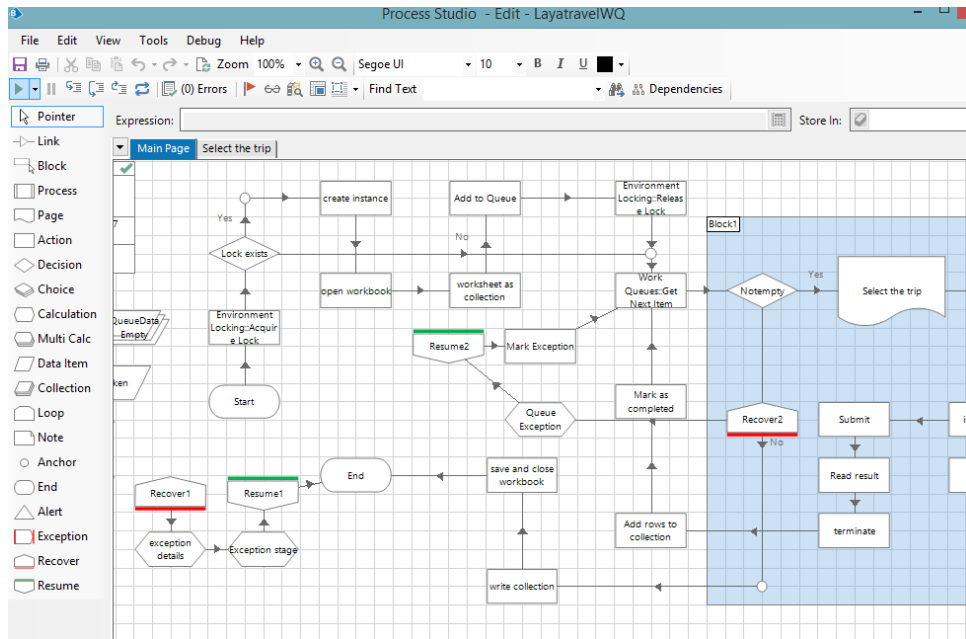 Process Studio - Edit - LayatravelWQ
File Edit View Tools Debug Help
Zoom 100% Segoe UI 10 B I U
(0) Errors Find Text Dependencies
Expression: Store In:
Main Page Select the trip
Pointer
Link
Block
Process
Page
Action
Decision
Choice
Calculation
Multi Calc
Data Item
Collection
Loop
Note
Anchor
End
Alert
Exception
Recover
Resume
create instance
Add to Queue
Environment
Locking::Releas
e Lock
Yes
7
Block1
Lock exists
No
open workbook
worksheet as
collection
Work
Queues::Get
Next Item
Notempty
Yes
Select the trip
QueueData
Empty
Environment
Locking::Acquir
e Lock
Resume2
Mark Exception
ken
Start
Mark as
completed
Queue
Exception
Recover2
Submit
i
No
Recover1
Resume1
End
save and close
workbook
Read result
exception
details
Exception stage
Add rows to
collection
terminate
write collection